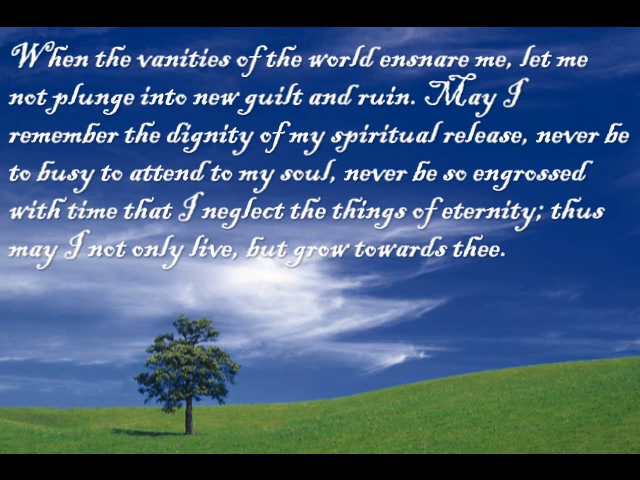 When the vanities of the world ensnare me, let me
not plunge into new guilt and ruin. May I
remember the dignity of my spiritual release, never be
to busy to attend to my soul, never be so engrossed
with time that I neglect the things of eternity; thus
may I not only live, but grow towards thee.